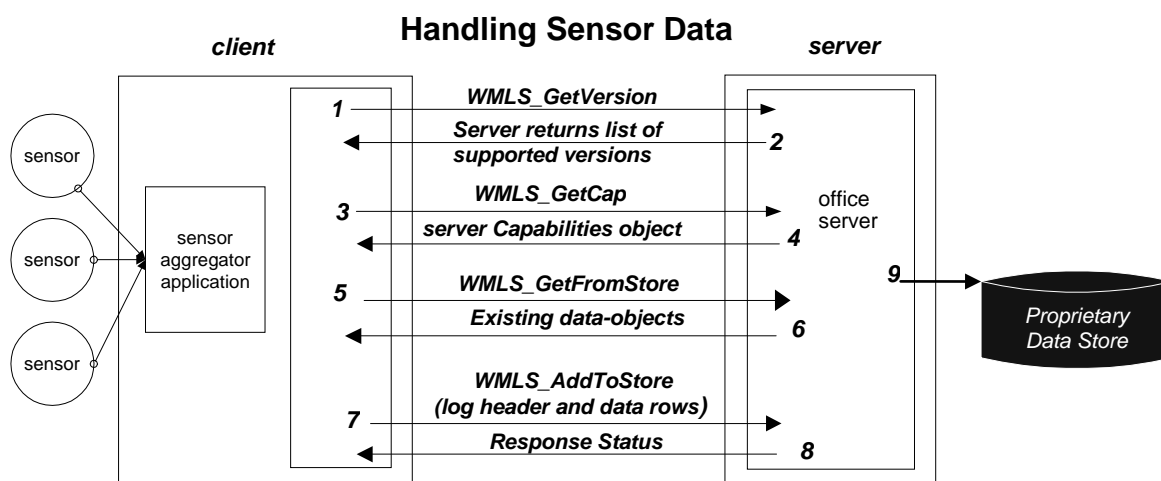 Handling Sensor Data
client
server
1
WMLS_GetVersion
Server returns list of
supported versions
2
sensor
3
WMLS_GetCap
server Capabilities object
4
office
server
sensor
aggregator
application
sensor
5
WMLS_GetFromStore
Existing data-objects
6
9
Proprietary
Data Store
sensor
WMLS_AddToStore
(log header and data rows)
7
Response Status
8